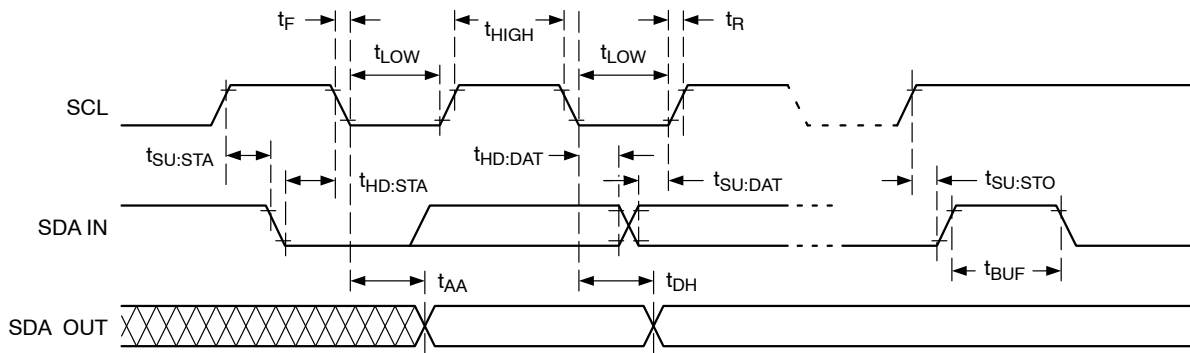 tF
tHIGH
tR
tLOW
tLOW
SCL
tSU:STA
tHD:DAT
tHD:STA
tSU:DAT
tSU:STO
SDA IN
tBUF
tAA
tDH
SDA OUT